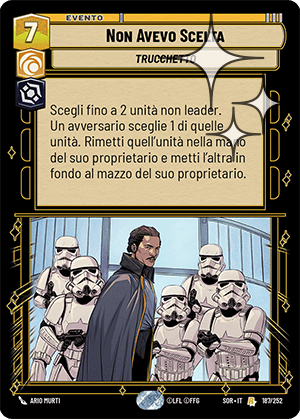 EVENTO
7
NON AVEVO SCELTA
TRUCCHETTO
Scegli fino a 2 unità non leader.
Un avversario sceglie 1 di quelle
unità. Rimetti quell'unità nella mano
del suo proprietario e metti l'altra in
fondo al mazzo del suo proprietario.
ARIO MURTI
©LFL ©FFG
SOR • IT
187/252